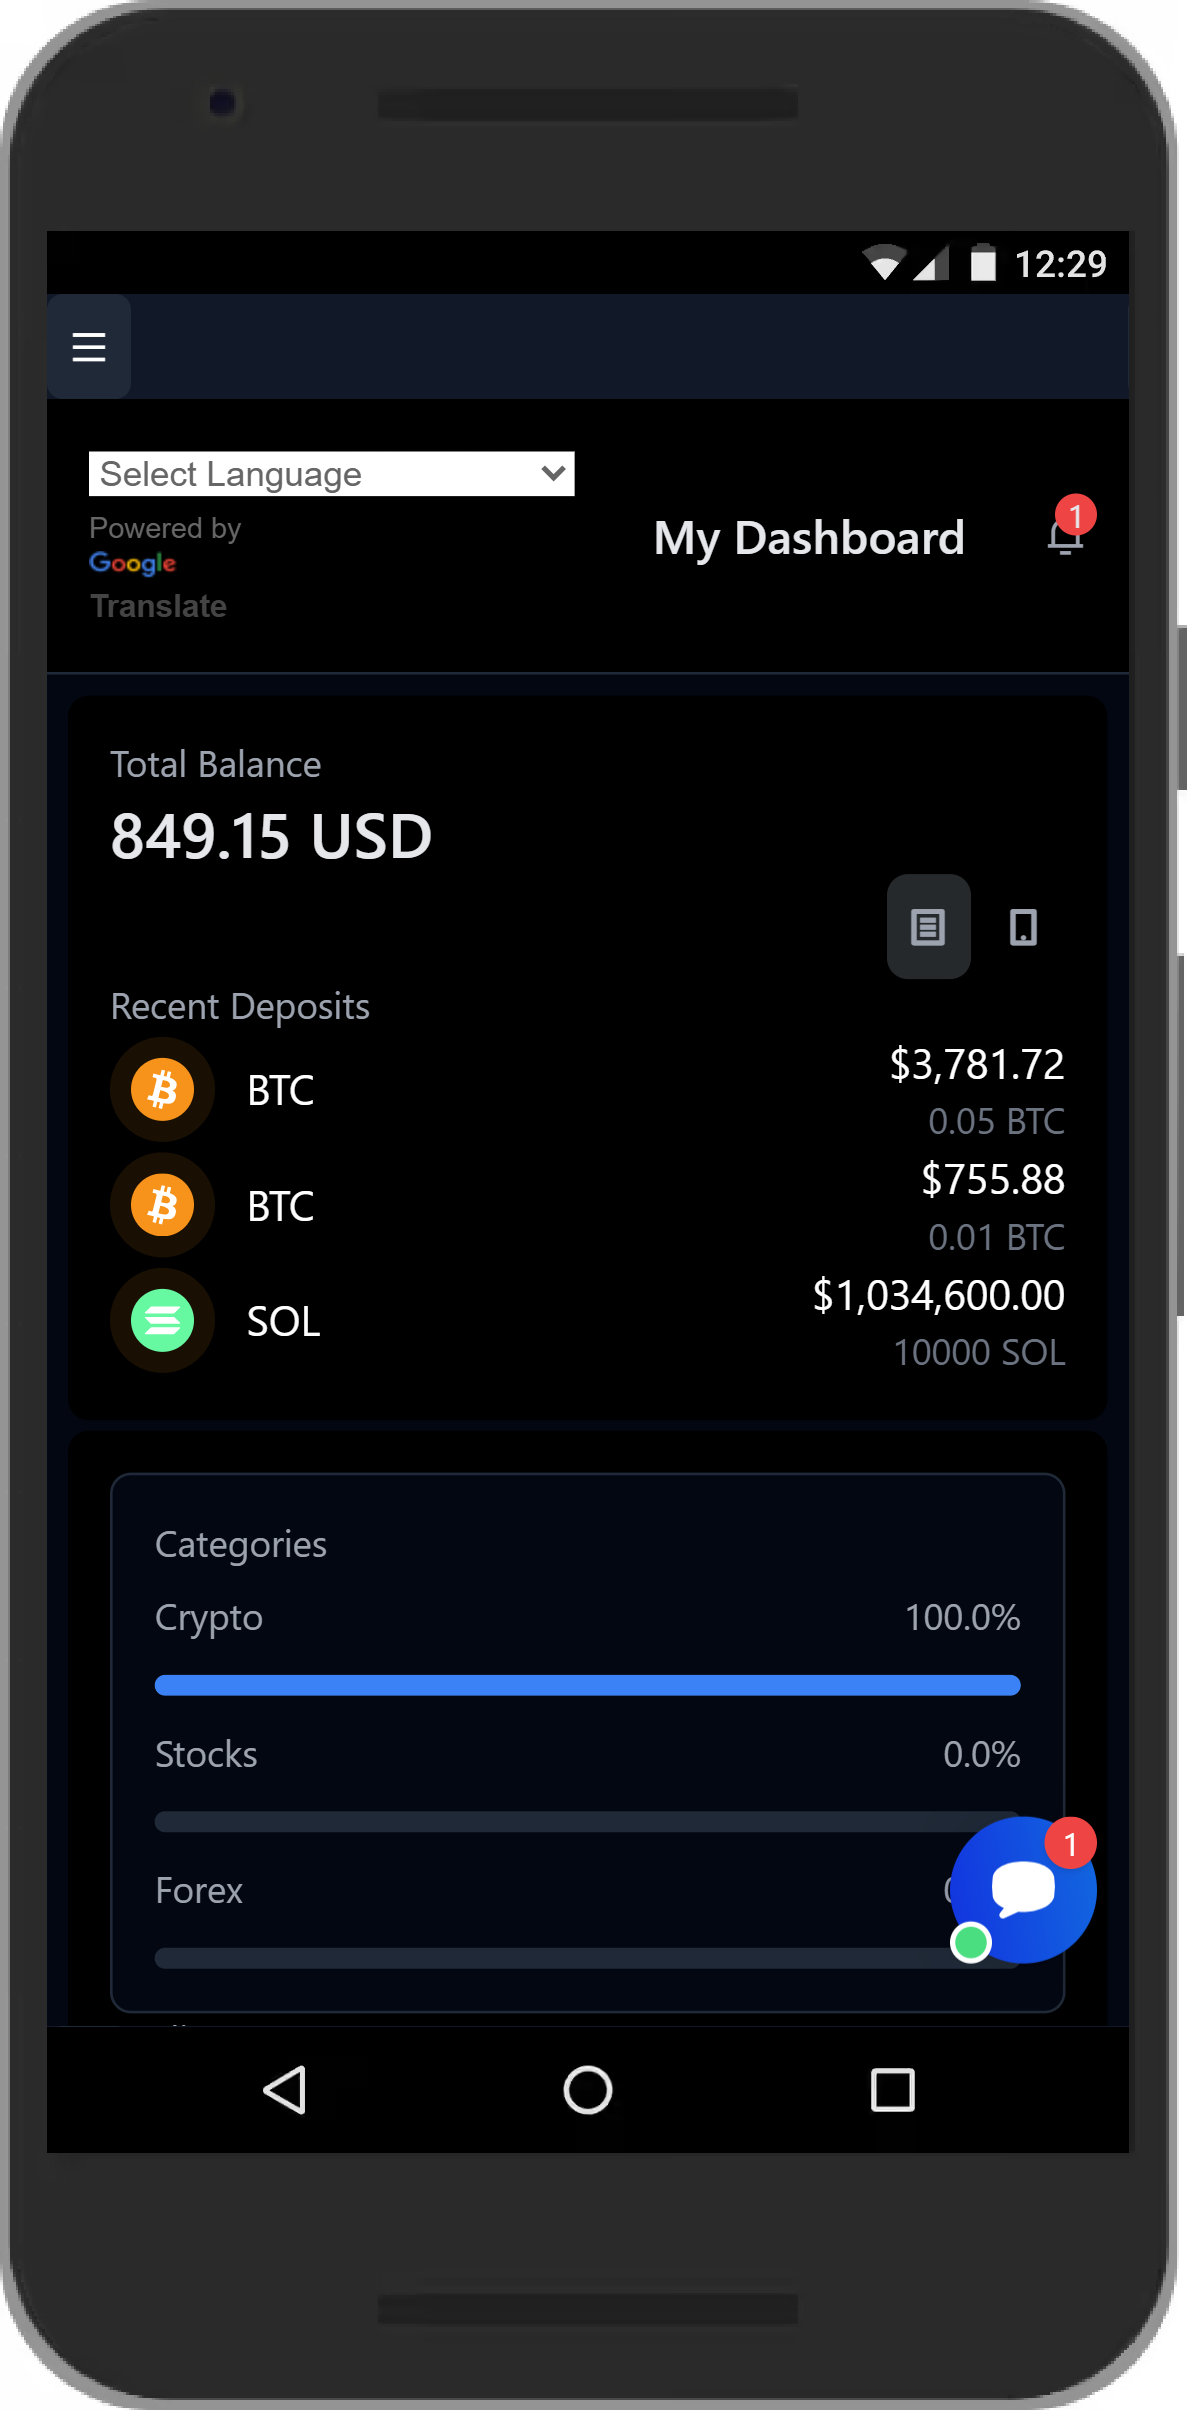 12:29
Select Language
Powered by
Google
Translate
My Dashboard
1
Total Balance
849.15 USD
Recent Deposits
BTC
$3,781.72
0.05 BTC
BTC
$755.88
0.01 BTC
SOL
$1,034,600.00
10000 SOL
Categories
Crypto 100.0%
Stocks 0.0%
1
Forex